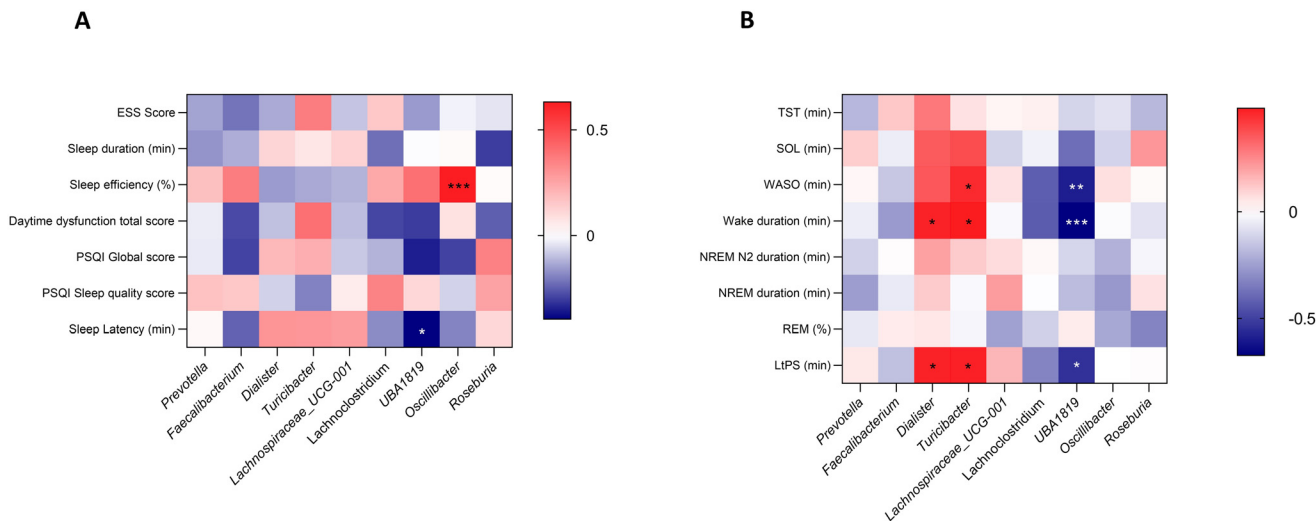 A
ESS Score
Sleep duration (min)
Sleep efficiency (%)
***
Daytime dysfunction total score
PSQI Global score
PSQI Sleep quality score
Sleep Latency (min)
*
Prevotella
Faecalibacterium
Dialister
Turicibacter
Lachnospiraceae_UCG-001
Lachnoclostridium
UBA1819
Oscillibacter
Roseburia
0.5
0
B
TST (min)
SOL (min)
WASO (min)
* **
Wake duration (min)
* * ***
NREM N2 duration (min)
NREM duration (min)
REM (%)
LtPS (min)
* * *
Prevotella
Faecalibacterium
Dialister
Turicibacter
Lachnospiraceae_UCG-001
Lachnoclostridium
UBA1819
Oscillibacter
Roseburia
0
-0.5